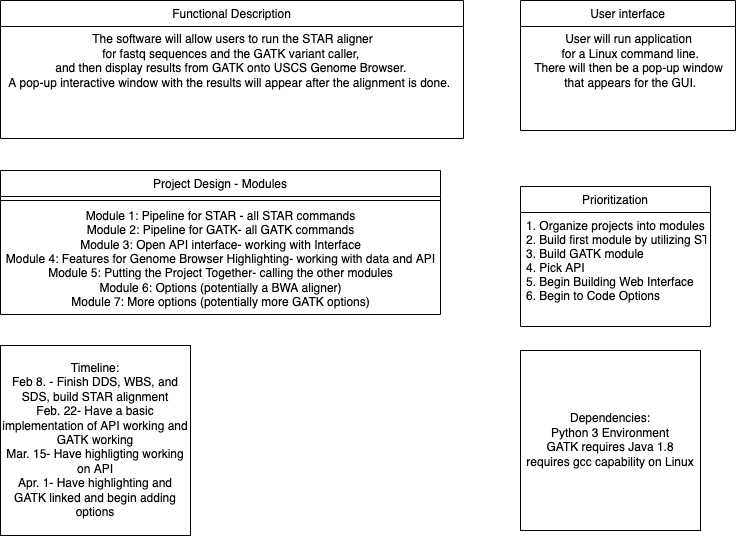 Functional Description
The software will allow users to run the STAR aligner
for fastq sequences and the GATK variant caller,
and then display results from GATK onto USCS Genome Browser.
A pop-up interactive window with the results will appear after the alignment is done.
User interface
User will run application
for a Linux command line.
There will then be a pop-up window
that appears for the GUI.
Project Design - Modules
Module 1: Pipeline for STAR - all STAR commands
Module 2: Pipeline for GATK- all GATK commands
Module 3: Open API interface- working with Interface
Module 4: Features for Genome Browser Highlighting- working with data and API
Module 5: Putting the Project Together- calling the other modules
Module 6: Options (potentially a BWA aligner)
Module 7: More options (potentially more GATK options)
Prioritization
1. Organize projects into modules
2. Build first module by utilizing
3. Build GATK module
4. Pick API
5. Begin Building Web Interface
6. Begin to Code Options
Timeline:
Feb 8. - Finish DDS, WBS, and
SDS, build STAR alignment
Feb. 22- Have a basic
implementation of API working and
GATK working
Mar. 15- Have highligting working
on API
Apr. 1- Have highlighting and
GATK linked and begin adding
options
Dependencies:
Python 3 Environment
GATK requires Java 1.8
requires gcc capability on Linux